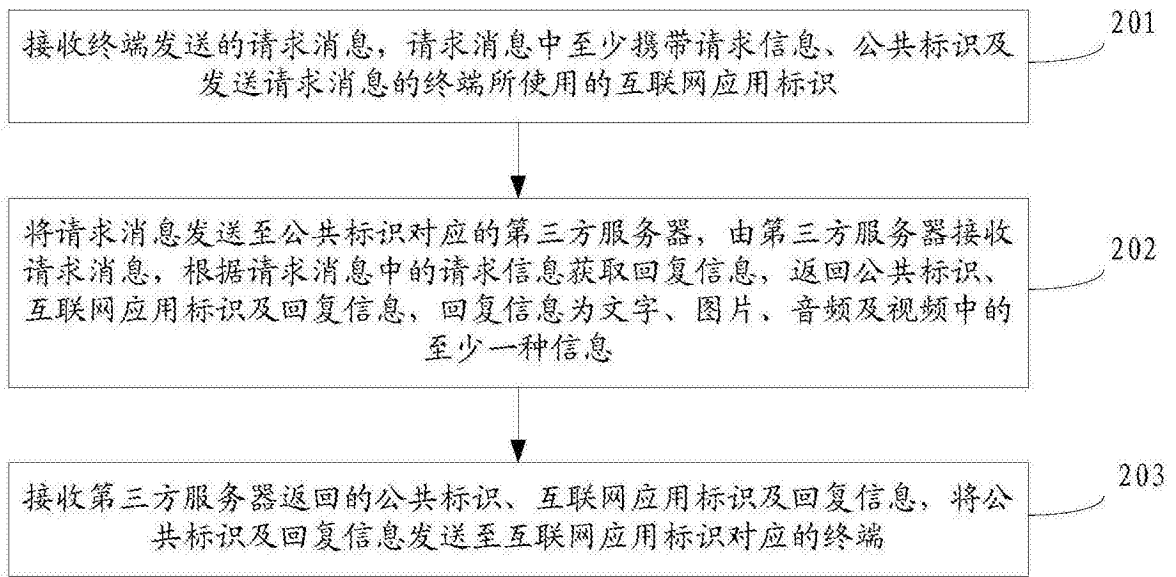 接收终端发送的请求消息，请求消息中至少携带请求信息、公共标识及
发送请求消息的终端所使用的互联网应用标识
201
将请求消息发送至公共标识对应的第三方服务器，由第三方服务器接收
请求消息，根据请求消息中的请求信息获取回复信息，返回公共标识、
互联网应用标识及回复信息，回复信息为文字、图片、音频及视频中的
至少一种信息
202
接收第三方服务器返回的公共标识、互联网应用标识及回复信息，将公
共标识及回复信息发送至互联网应用标识对应的终端
203